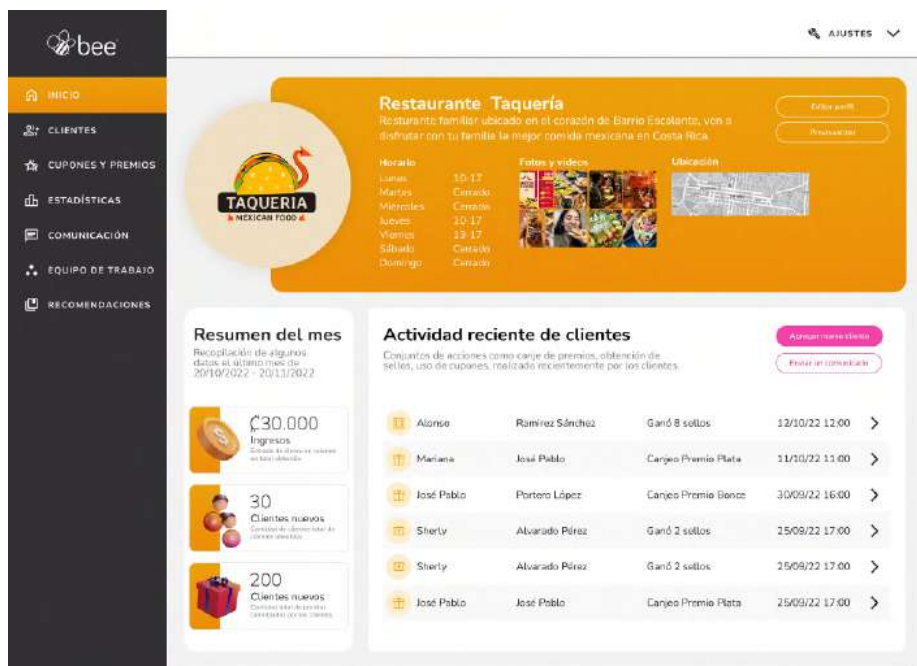 bee
AJUSTES
INICIO
CLIENTES
CUPONES Y PREMIOS
ESTADÍSTICAS
COMUNICACIÓN
EQUIPO DE TRABAJO
RECOMENDACIONES
TAQUERIA
MEXICAN FOOD
Restaurante Taquería
Resturante familiar ubicado en el corazón de Barrio Escalante, ven a
disfrutar con tu familia la mejor comida mexicana en Costa Rica.
Editar perfil
Previsualizar
Horario
Lunes 10-17
Martes Cerrado
Miércoles Cerrado
Jueves 10-17
Viernes 13-17
Sábado Cerrado
Domingo Cerrado
Fotos y videos
Ubicación
Resumen del mes
Recopilación de algunos
datos el último mes de
20/10/2022 - 20/11/2022
₡30.000
Ingresos
30
Clientes nuevos
200
Clientes nuevos
Actividad reciente de clientes
Conjuntos de acciones como canje de premios, obtención de
sellos, uso de cupones, realizado recientemente por los clientes.
Agregar nuevo cliente
Enviar un comunicado
Alonso Ramírez Sánchez Ganó 8 sellos 12/10/22 12:00
Mariana José Pablo Canjeo Premio Plata 11/10/22 11:00
José Pablo Portero López Canjeo Premio Bonce 30/09/22 16:00
Sherly Alvarado Pérez Ganó 2 sellos 25/09/22 17:00
Sherly Alvarado Pérez Ganó 2 sellos 25/09/22 17:00
José Pablo José Pablo Canjeo Premio Plata 25/09/22 17:00